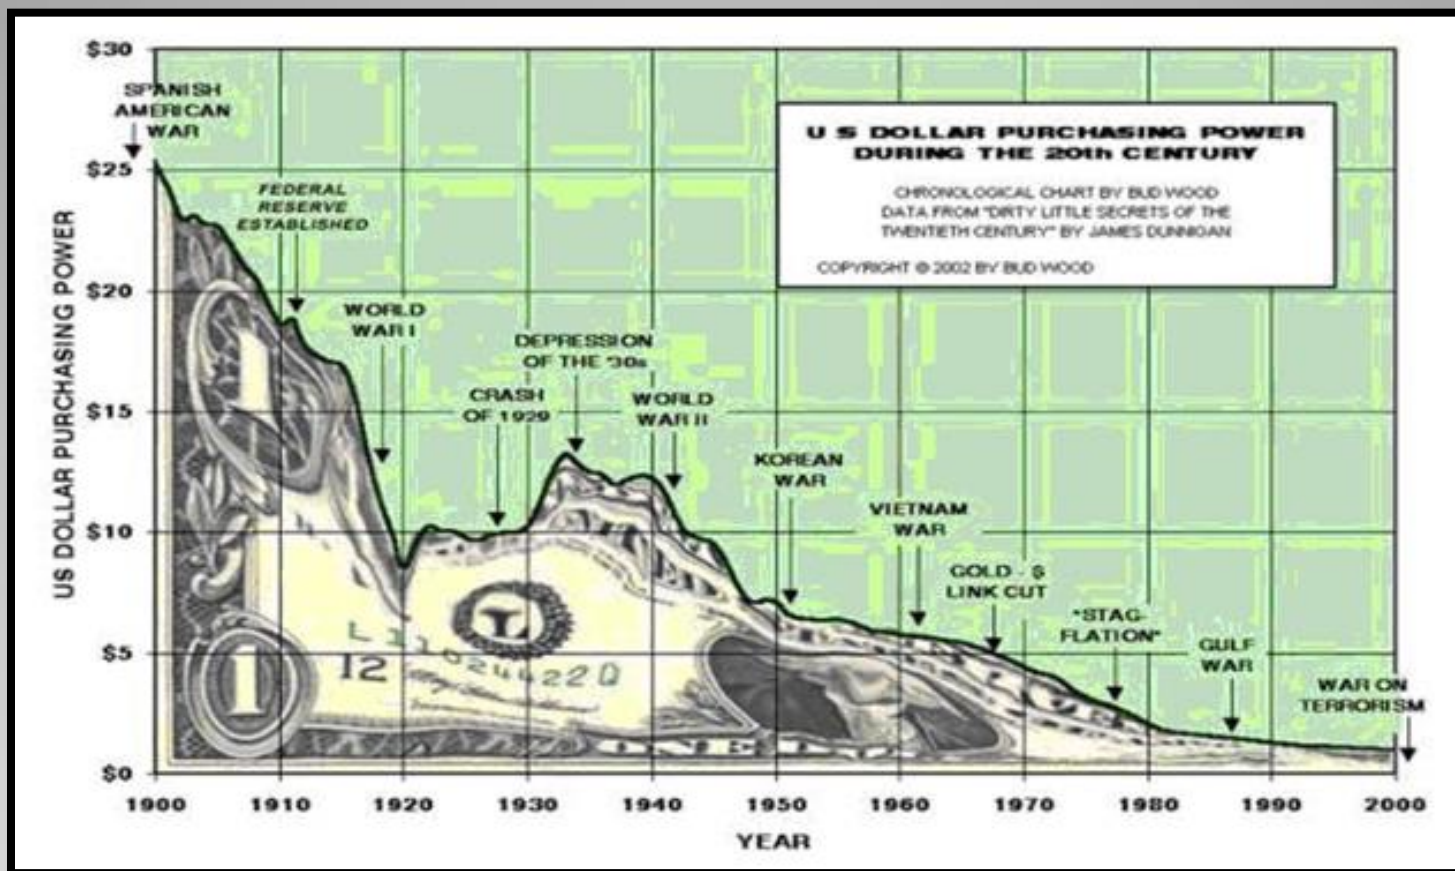 U S DOLLAR PURCHASING POWER
DURING THE 20th CENTURY
CHRONOLOGICAL CHART BY BUD WOOD
DATA FROM "DIRTY LITTLE SECRETS OF THE
TWENTIETH CENTURY" BY JAMES DUNNIGAN
COPYRIGHT © 2002 BY BUD WOOD
US DOLLAR PURCHASING POWER
$30
$25
$20
$15
$10
$5
$0
SPANISH
AMERICAN
WAR
FEDERAL
RESERVE
ESTABLISHED
WORLD
WAR I
CRASH
OF 1929
DEPRESSION
OF THE '30s
WORLD
WAR II
KOREAN
WAR
VIETNAM
WAR
GOLD - $
LINK CUT
"STAG-
FLATION"
GULF
WAR
WAR ON
TERRORISM
1
L
12
1
1900 1910 1920 1930 1940 1950 1960 1970 1980 1990 2000
YEAR